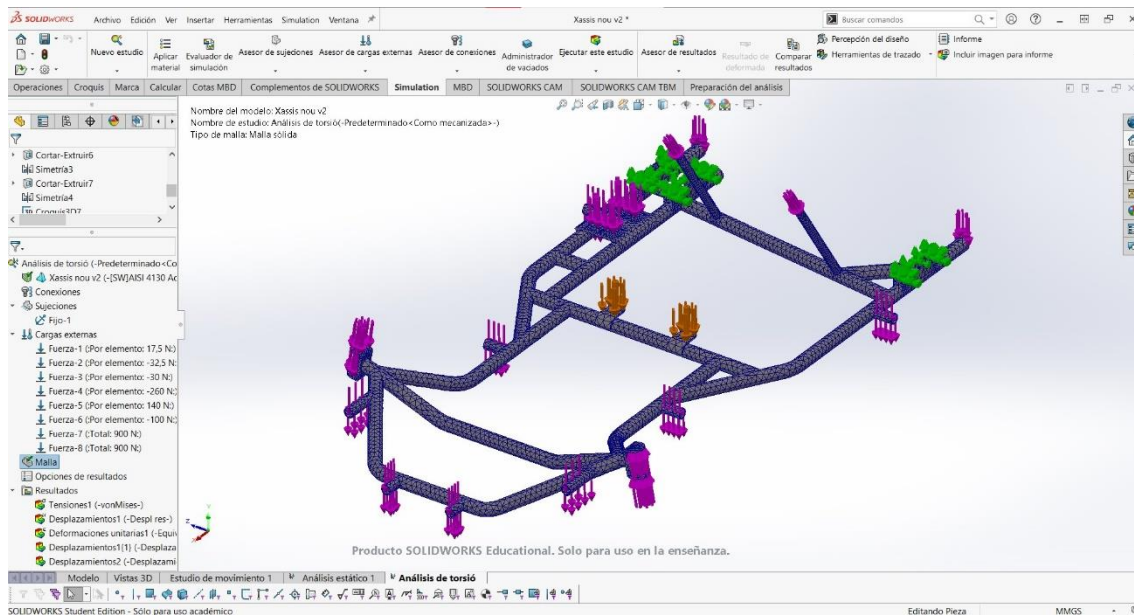 SOLIDWORKS Archivo Edición Ver Insertar Herramientas Simulation Ventana Xassis nou v2 * Buscar comandos
Nuevo estudio
Aplicar material
Evaluador de simulación
Asesor de sujeciones
Asesor de cargas externas
Asesor de conexiones
Administrador de vaciados
Ejecutar este estudio
Asesor de resultados
Resultado de deformada
Comparar resultados
Percepción del diseño
Herramientas de trazado
Informe
Incluir imagen para informe
Operaciones Croquis Marca Calcular Cotas MBD Complementos de SOLIDWORKS Simulation MBD SOLIDWORKS CAM SOLIDWORKS CAM TBM Preparación del análisis
Nombre del modelo: Xassis nou v2
Nombre de estudio: Análisis de torsió(-Predeterminado<Como mecanizada>-)
Tipo de malla: Malla sólida
Cortar-Extruir6
Simetría3
Cortar-Extruir7
Simetría4
Croquis3D7
Análisis de torsió (-Predeterminado<Co
Xassis nou v2 (-[SW]AISI 4130 Ac
Conexiones
Sujeciones
Fijo-1
Cargas externas
Fuerza-1 (:Por elemento: 17,5 N:)
Fuerza-2 (:Por elemento: -32,5 N:
Fuerza-3 (:Por elemento: -30 N:)
Fuerza-4 (:Por elemento: -260 N:)
Fuerza-5 (:Por elemento: 140 N:)
Fuerza-6 (:Por elemento: -100 N:)
Fuerza-7 (:Total: 900 N:)
Fuerza-8 (:Total: 900 N:)
Malla
Opciones de resultados
Resultados
Tensiones1 (-vonMises-)
Desplazamientos1 (-Despl res-)
Deformaciones unitarias1 (-Equiv
Desplazamientos1{1} (-Desplaza
Desplazamientos2 (-Desplazami
Producto SOLIDWORKS Educational. Solo para uso en la enseñanza.
Modelo Vistas 3D Estudio de movimiento 1 Análisis estático 1 Análisis de torsió
SOLIDWORKS Student Edition - Sólo para uso académico Editando Pieza MMGS